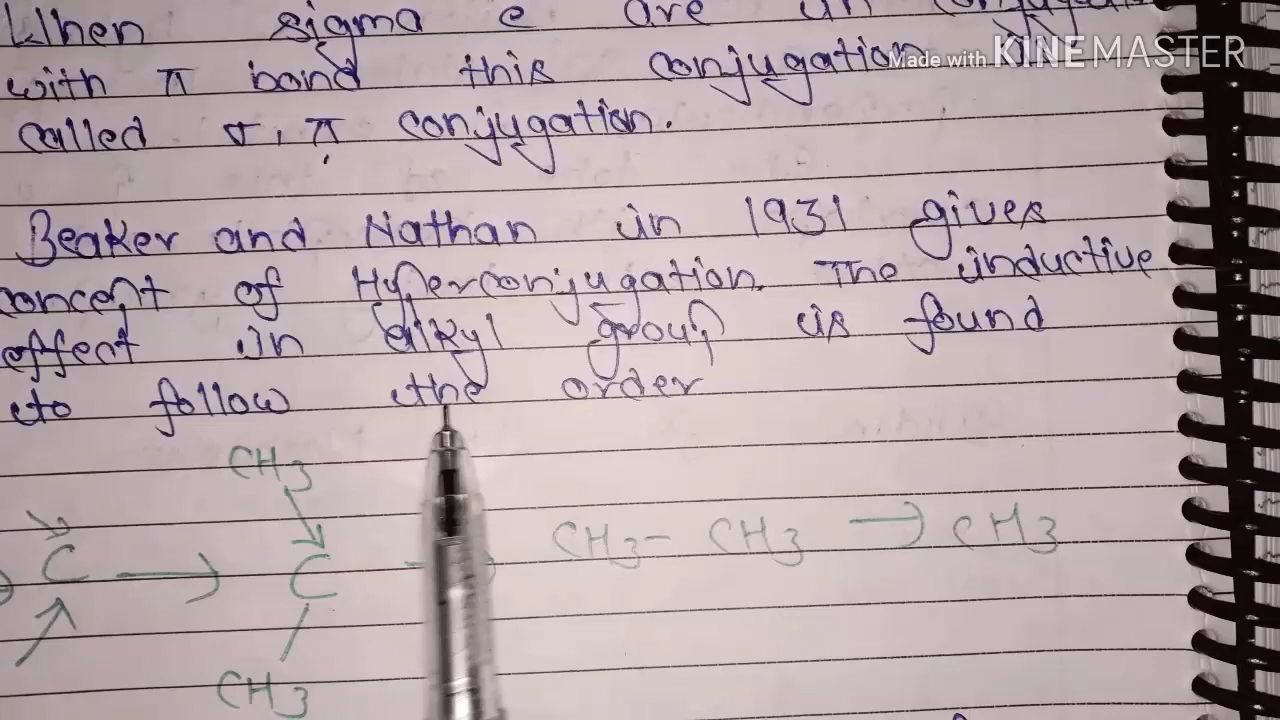 When sigma e are in
with π bond this conjugation
Made with KINEMASTER
called σ, π conjugation.
Beaker and Nathan in 1931 gives
concept of Hyperconjugation. The inductive
effect in alkyl group is found
to follow the order
CH3
C → C CH3- CH3 → CH3
CH3